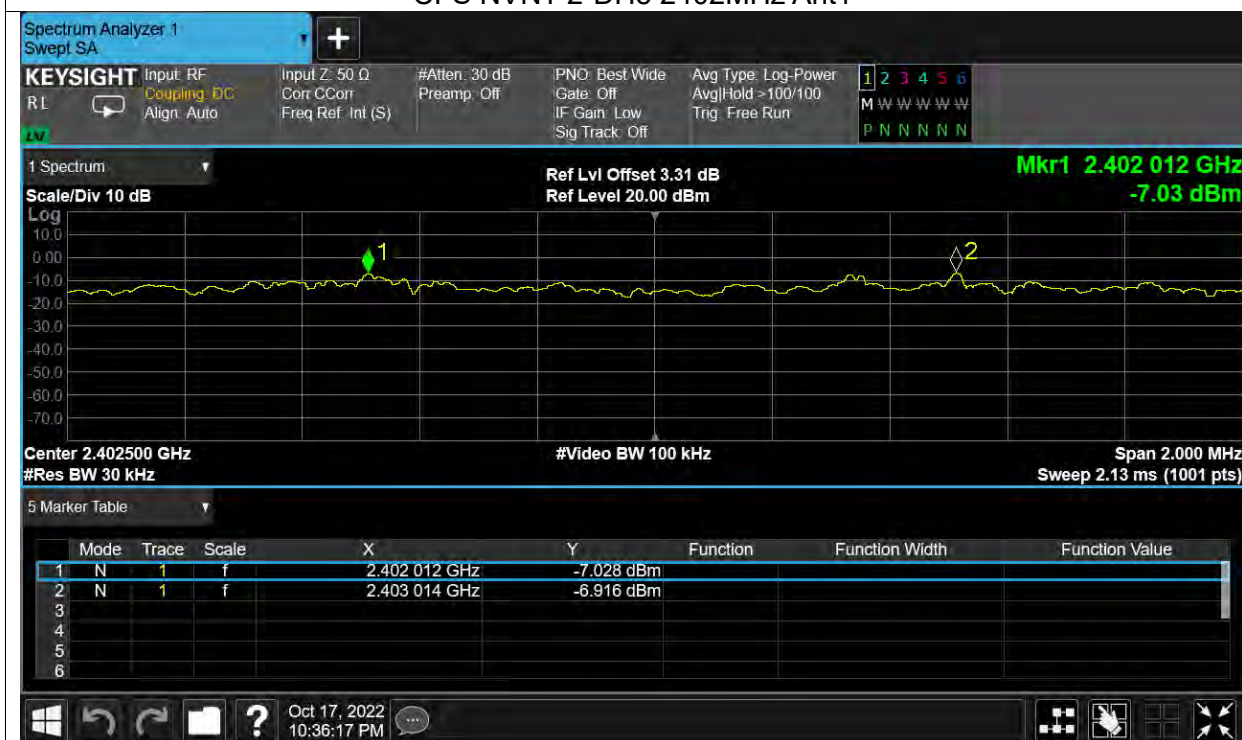 CFS NVNT 2-DH5 2402MHz Ant1
Spectrum Analyzer 1
Swept SA
+
KEYSIGHT Input: RF Input Z: 50 Ω #Atten: 30 dB PNO: Best Wide Avg Type: Log-Power 1 2 3 4 5 6
RL Coupling: DC Corr CCorr Preamp: Off Gate: Off Avg|Hold >100/100 M W W W W W
Align: Auto Freq Ref: Int (S) IF Gain: Low Trig: Free Run
Sig Track: Off P N N N N N
1 Spectrum Ref Lvl Offset 3.31 dB Mkr1 2.402 012 GHz
Scale/Div 10 dB Ref Level 20.00 dBm -7.03 dBm
Log
10.0
0.00
-10.0
-20.0
-30.0
-40.0
-50.0
-60.0
-70.0
1
2
Center 2.402500 GHz #Video BW 100 kHz Span 2.000 MHz
#Res BW 30 kHz Sweep 2.13 ms (1001 pts)
5 Marker Table
Mode Trace Scale X Y Function Function Width Function Value
1 N 1 f 2.402 012 GHz -7.028 dBm
2 N 1 f 2.403 014 GHz -6.916 dBm
3
4
5
6
? Oct 17, 2022
10:36:17 PM